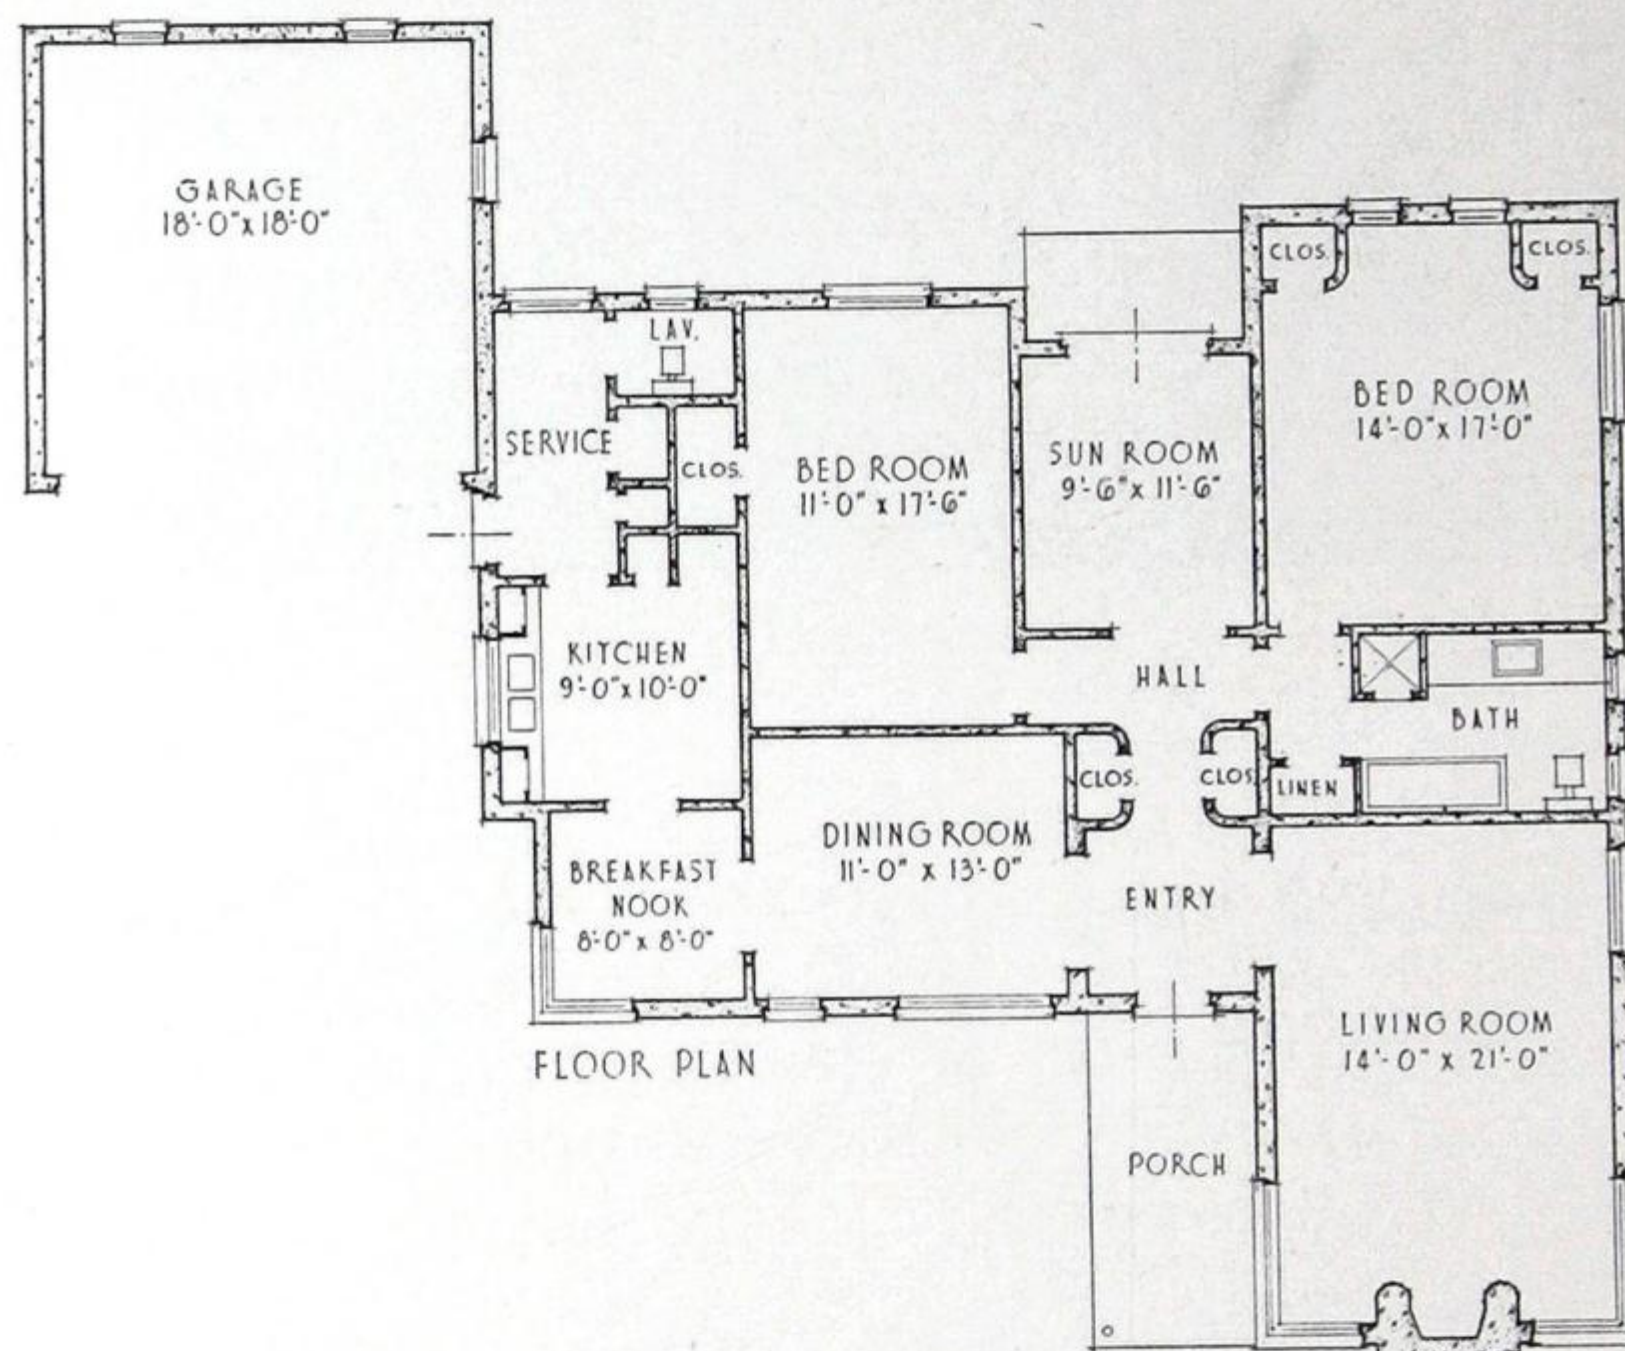 GARAGE
18'-0" x 18'-0"
CLOS.
CLOS.
LAV.
SERVICE
CLOS.
BED ROOM
11'-0" x 17'-6"
SUN ROOM
9'-6" x 11'-6"
BED ROOM
14'-0" x 17'-0"
KITCHEN
9'-0" x 10'-0"
HALL
BATH
CLOS.
CLOS.
LINEN
BREAKFAST
NOOK
8'-0" x 8'-0"
DINING ROOM
11'-0" x 13'-0"
ENTRY
LIVING ROOM
14'-0" x 21'-0"
FLOOR PLAN
PORCH